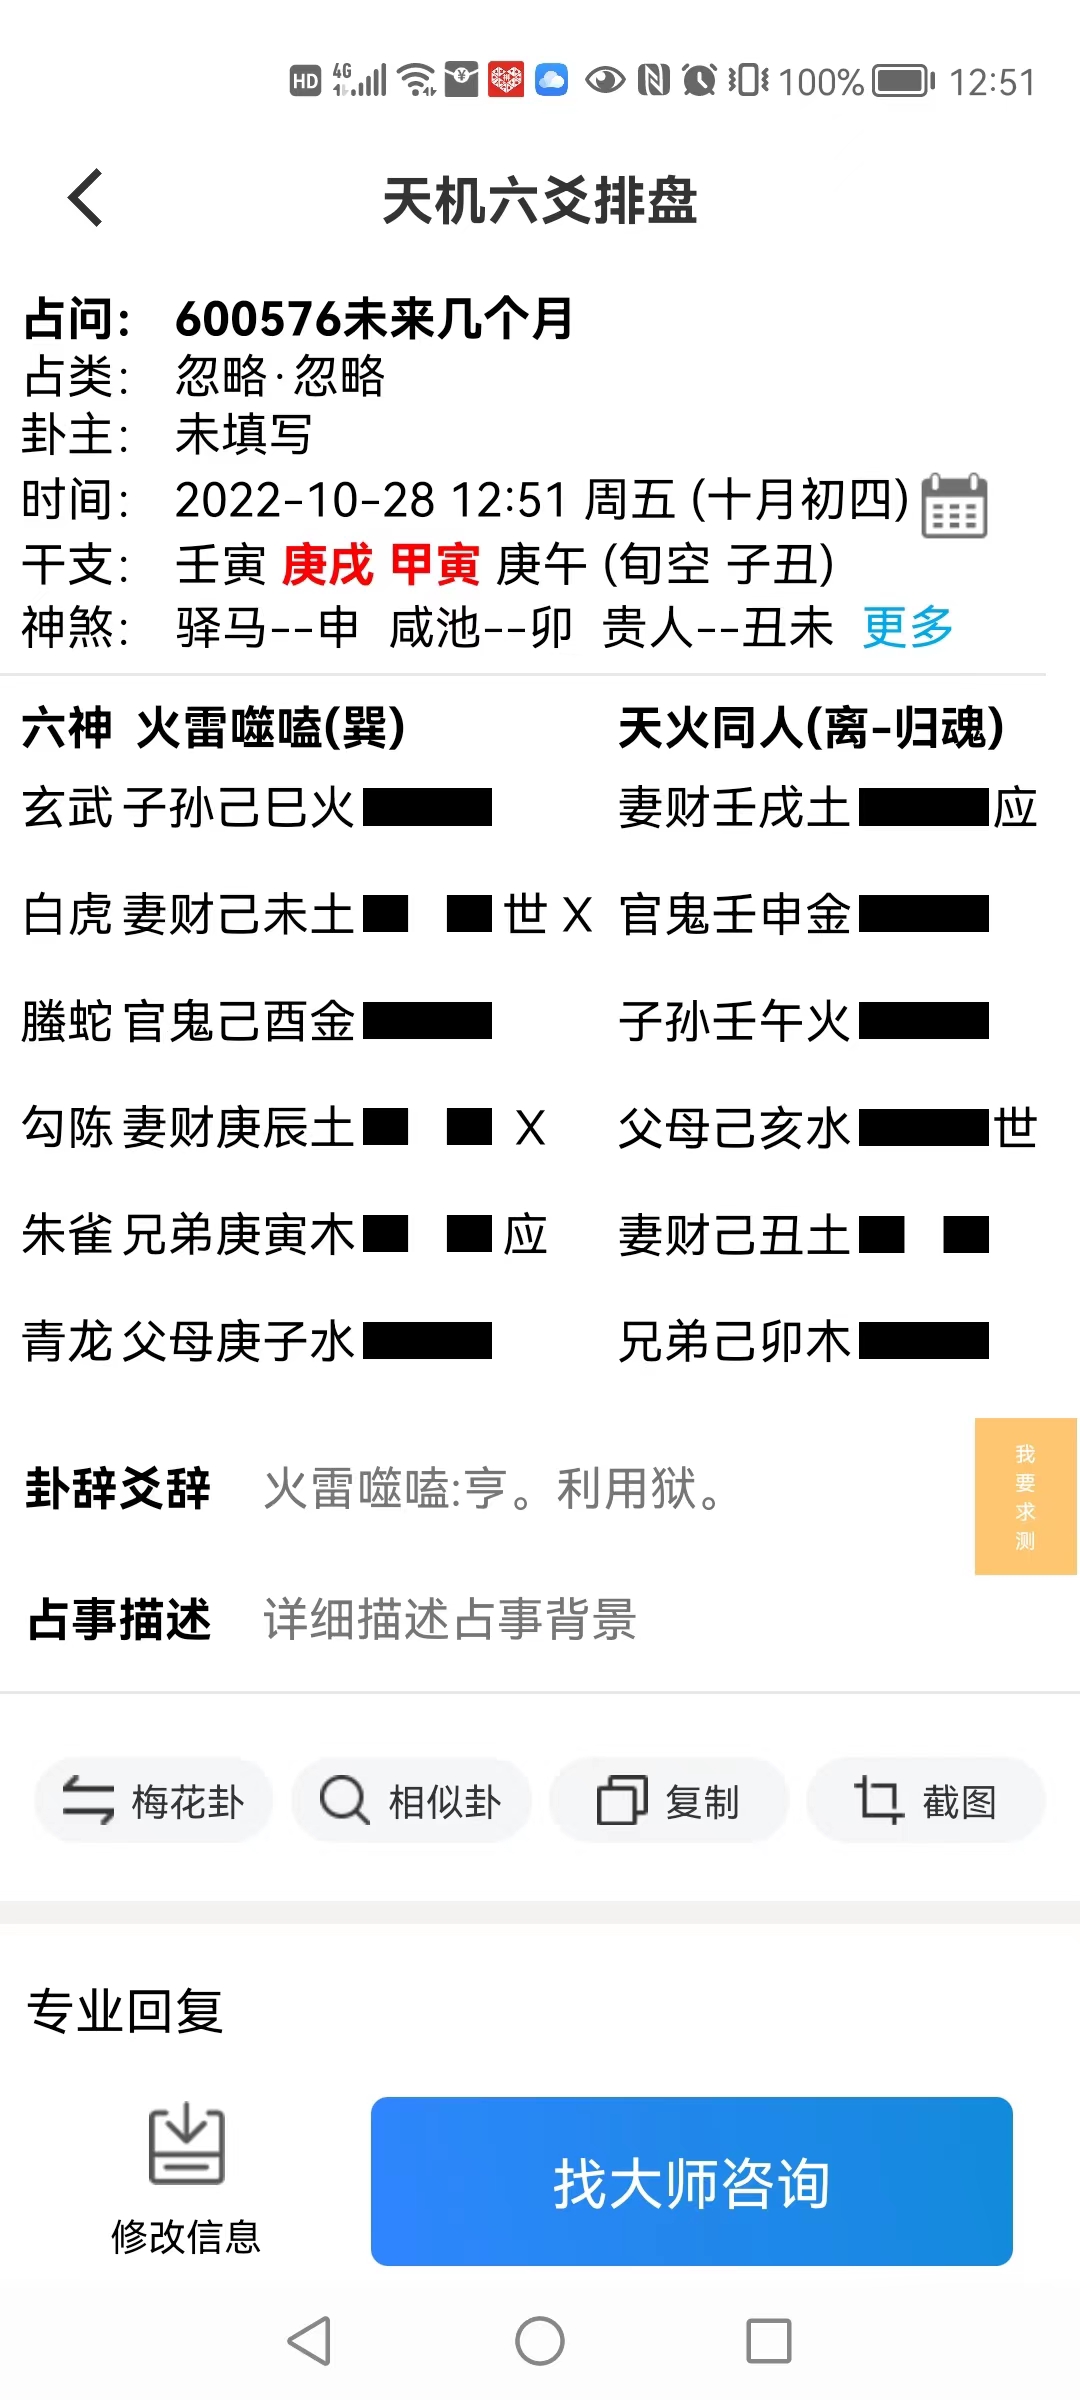 HD 4G 100% 12:51
天机六爻排盘
占问: 600576未来几个月
占类: 忽略·忽略
卦主: 未填写
时间: 2022-10-28 12:51 周五 (十月初四)
干支: 壬寅 庚戌 甲寅 庚午 (旬空 子丑)
神煞: 驿马--申 咸池--卯 贵人--丑未 更多
六神 火雷噬嗑(巽) 天火同人(离-归魂)
玄武 子孙己巳火 妻财壬戌土 应
白虎 妻财己未土 世 X 官鬼壬申金
螣蛇 官鬼己酉金 子孙壬午火
勾陈 妻财庚辰土 X 父母己亥水 世
朱雀 兄弟庚寅木 应 妻财己丑土
青龙 父母庚子水 兄弟己卯木
我
要
求
测
卦辞爻辞 火雷噬嗑:亨。利用狱。
占事描述 详细描述占事背景
梅花卦 相似卦 复制 截图
专业回复
修改信息 找大师咨询